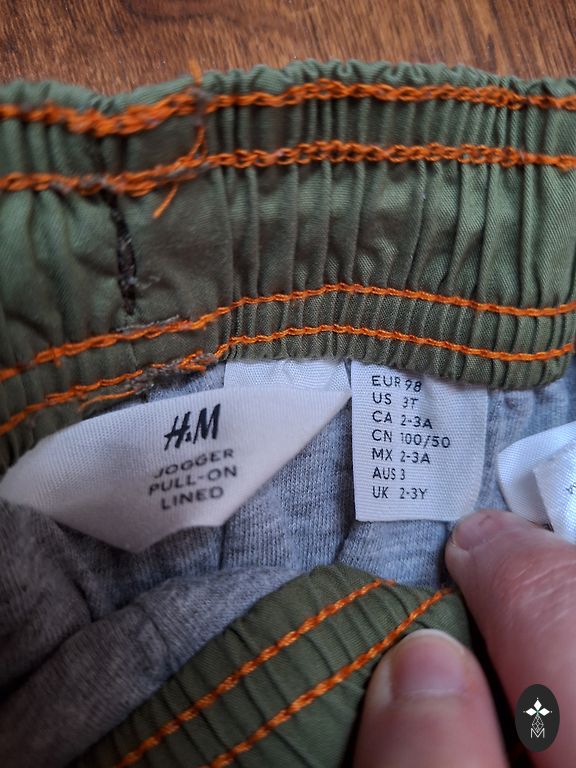 H&M
JOGGER
PULL-ON
LINED
EUR 98
US 3T
CA 2-3A
CN 100/50
MX 2-3A
AUS 3
UK 2-3Y
M